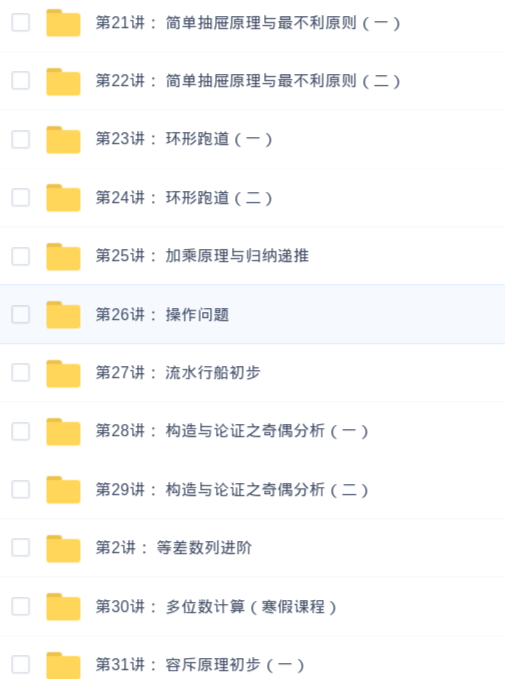 第21讲：简单抽屉原理与最不利原则（一）
第22讲：简单抽屉原理与最不利原则（二）
第23讲：环形跑道（一）
第24讲：环形跑道（二）
第25讲：加乘原理与归纳递推
第26讲：操作问题
第27讲：流水行船初步
第28讲：构造与论证之奇偶分析（一）
第29讲：构造与论证之奇偶分析（二）
第2讲：等差数列进阶
第30讲：多位数计算（寒假课程）
第31讲：容斥原理初步（一）